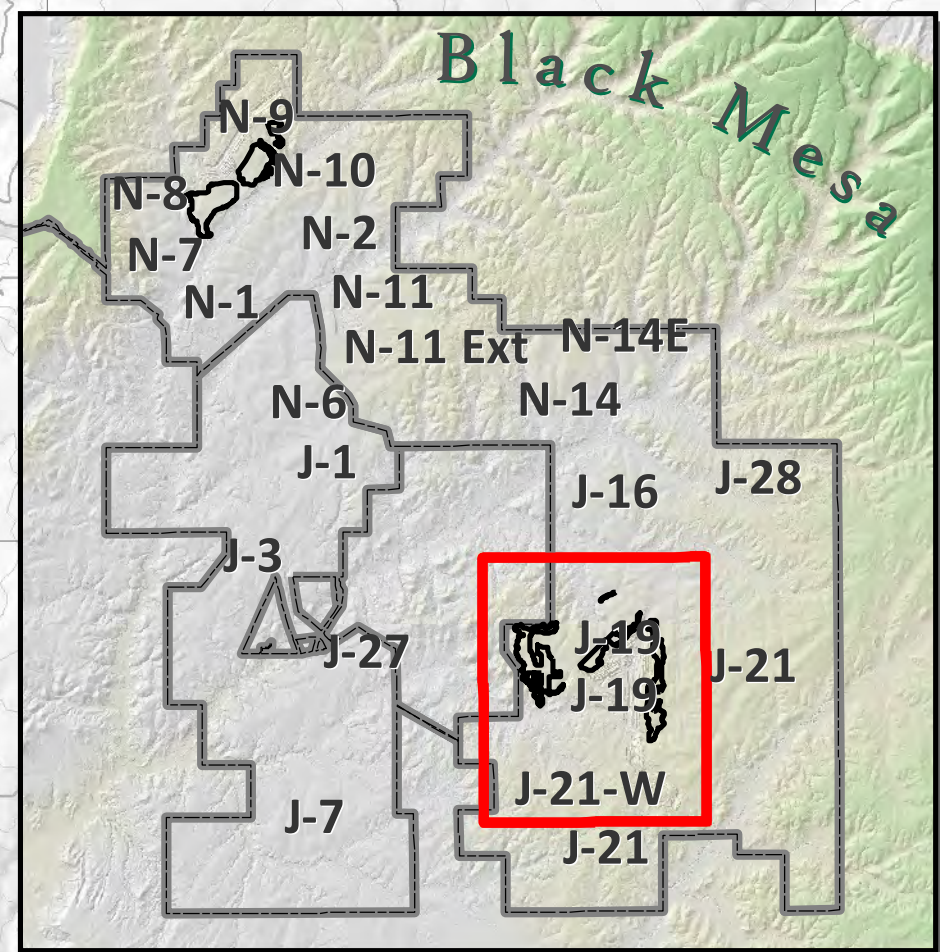 Black Mesa
N-9
N-10
N-8
N-2
N-7
N-11
N-1
N-14E
N-11 Ext
N-14
N-6
J-1
J-28
J-16
J-3
J-19
J-27
J-21
J-19
J-21-W
J-7
J-21